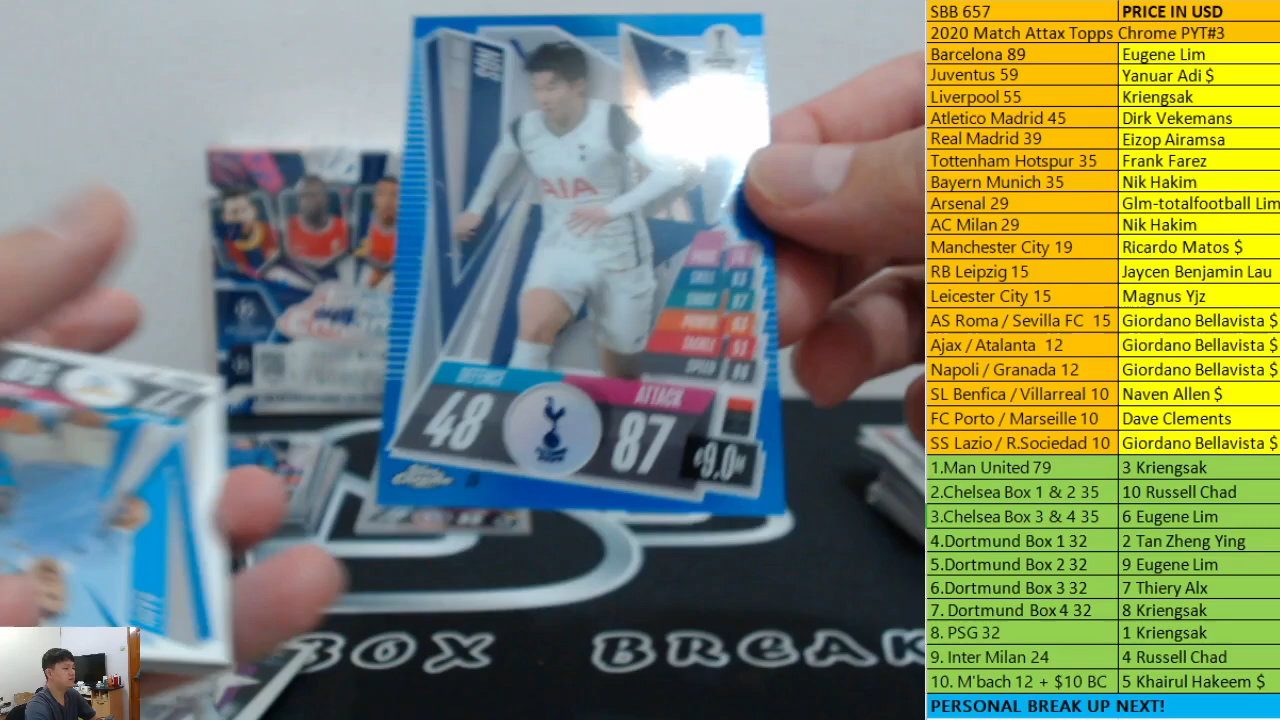 SON
DEFENCE
ATTACK
48
87
£9.0M
SPEED
Topps Chrome
BOX BREAK
SBB 657 PRICE IN USD
2020 Match Attax Topps Chrome PYT#3
Barcelona 89 Eugene Lim
Juventus 59 Yanuar Adi $
Liverpool 55 Kriengsak
Atletico Madrid 45 Dirk Vekemans
Real Madrid 39 Eizop Airamsa
Tottenham Hotspur 35 Frank Farez
Bayern Munich 35 Nik Hakim
Arsenal 29 Glm-totalfootball Lim
AC Milan 29 Nik Hakim
Manchester City 19 Ricardo Matos $
RB Leipzig 15 Jaycen Benjamin Lau
Leicester City 15 Magnus Yjz
AS Roma / Sevilla FC 15 Giordano Bellavista $
Ajax / Atalanta 12 Giordano Bellavista $
Napoli / Granada 12 Giordano Bellavista $
SL Benfica / Villarreal 10 Naven Allen $
FC Porto / Marseille 10 Dave Clements
SS Lazio / R.Sociedad 10 Giordano Bellavista $
1.Man United 79 3 Kriengsak
2.Chelsea Box 1 & 2 35 10 Russell Chad
3.Chelsea Box 3 & 4 35 6 Eugene Lim
4.Dortmund Box 1 32 2 Tan Zheng Ying
5.Dortmund Box 2 32 9 Eugene Lim
6.Dortmund Box 3 32 7 Thiery Alx
7. Dortmund Box 4 32 8 Kriengsak
8. PSG 32 1 Kriengsak
9. Inter Milan 24 4 Russell Chad
10. M'bach 12 + $10 BC 5 Khairul Hakeem $
PERSONAL BREAK UP NEXT!